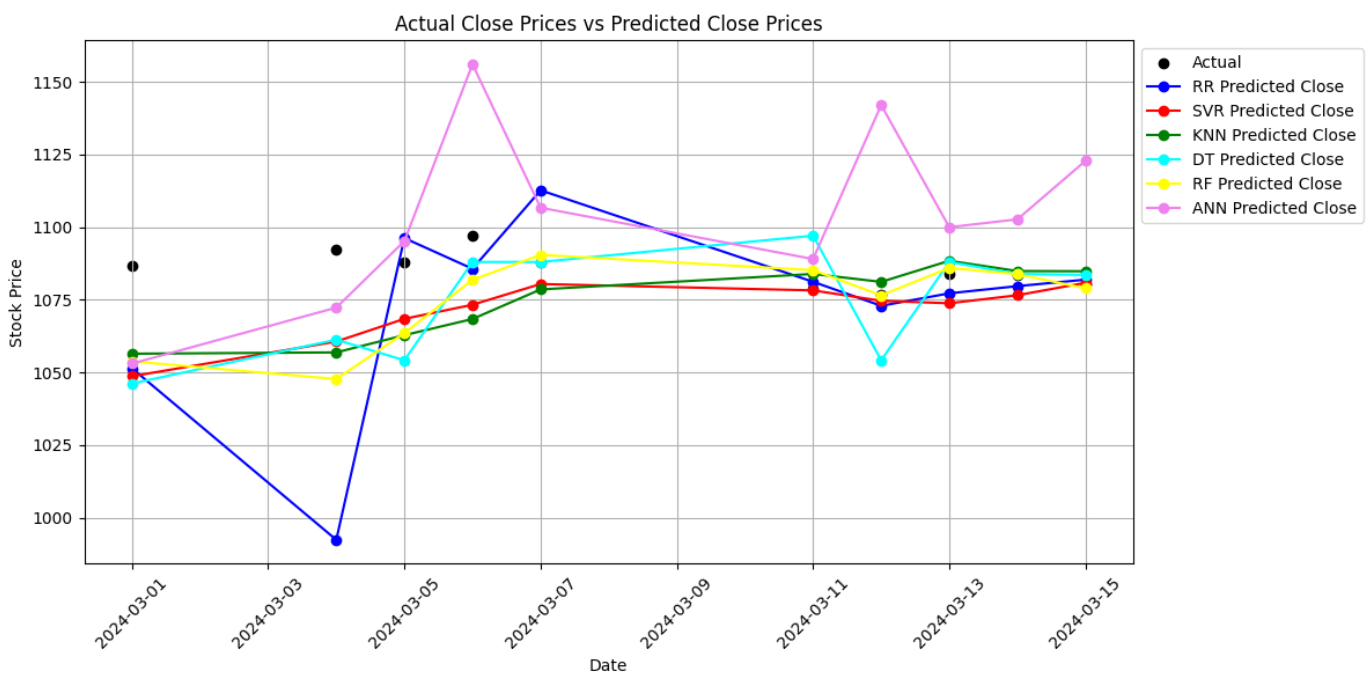 Actual Close Prices vs Predicted Close Prices
Actual
RR Predicted Close
SVR Predicted Close
KNN Predicted Close
DT Predicted Close
RF Predicted Close
ANN Predicted Close
Stock Price
1150
1125
1100
1075
1050
1025
1000
2024-03-01
2024-03-03
2024-03-05
2024-03-07
2024-03-09
2024-03-11
2024-03-13
2024-03-15
Date